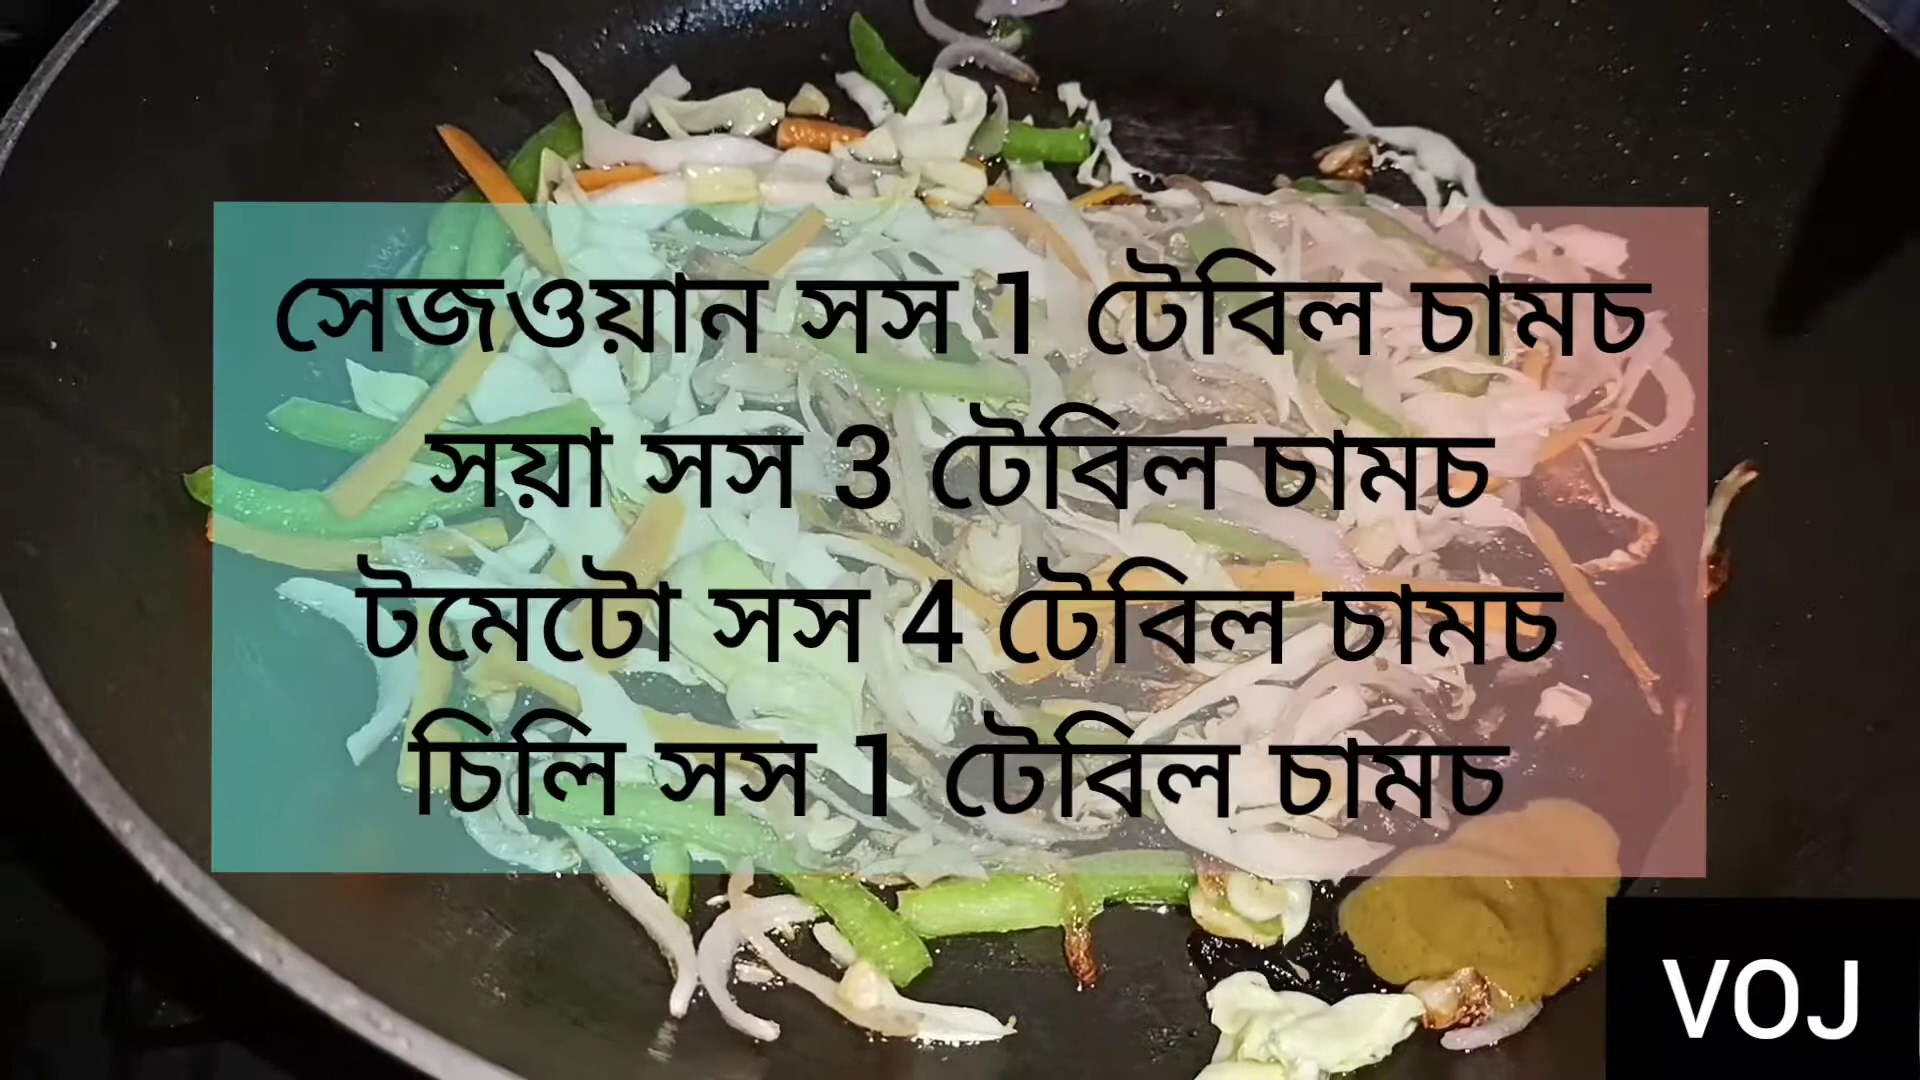 সেজওয়ান সস 1 টেবিল চামচ
সয়া সস 3 টেবিল চামচ
টমেটো সস 4 টেবিল চামচ
চিলি সস 1 টেবিল চামচ
VOJ